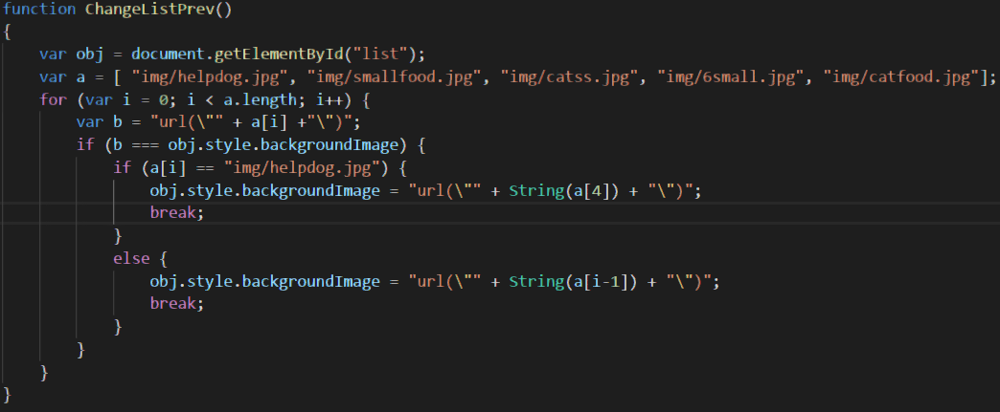 function ChangeListPrev()
{
    var obj = document.getElementById("list");
    var a = [ "img/helpdog.jpg", "img/smallfood.jpg", "img/catss.jpg", "img/6small.jpg", "img/catfood.jpg"];
    for (var i = 0; i < a.length; i++) {
        var b = "url(\"" + a[i] +"\")";
        if (b === obj.style.backgroundImage) {
            if (a[i] == "img/helpdog.jpg") {
                obj.style.backgroundImage = "url(\"" + String(a[4]) + "\")";
                break;
            }
            else {
                obj.style.backgroundImage = "url(\"" + String(a[i-1]) + "\")";
                break;
            }
        }
    }
}